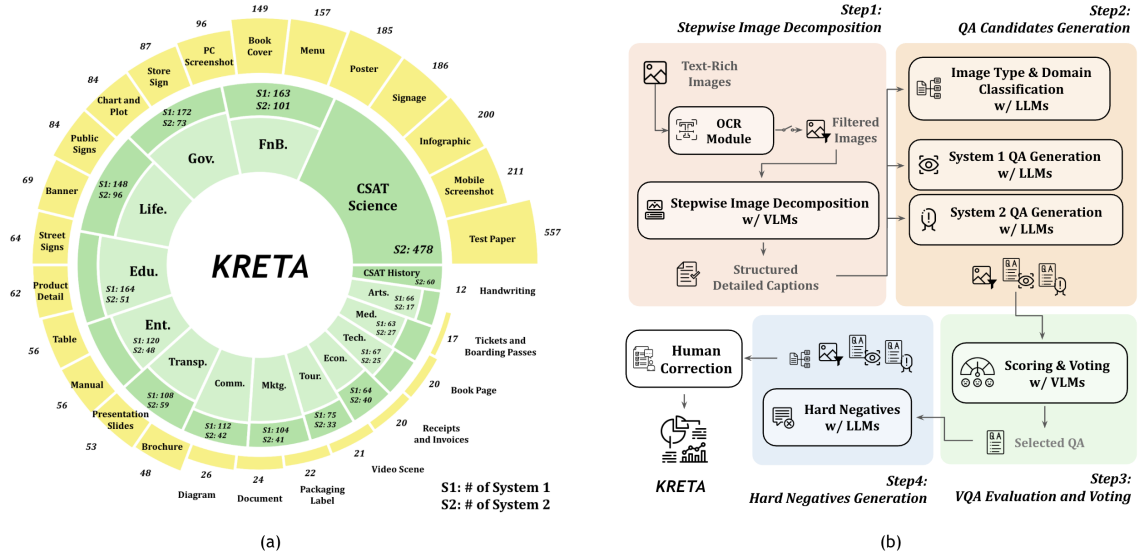 149
157
185
186
200
211
557
12
17
20
20
21
22
24
26
48
53
56
56
62
64
69
84
84
87
96
Book
Cover
Menu
Poster
Signage
Infographic
Mobile
Screenshot
Test Paper
Handwriting
Tickets and
Boarding Passes
Book Page
Receipts
and Invoices
Video Scene
Packaging
Label
Document
Diagram
Brochure
Presentation
Slides
Manual
Table
Product
Detail
Street
Signs
Banner
Public
Signs
Chart and
Plot
Store
Sign
PC
Screenshot
KRETA
CSAT
Science
S2: 478
CSAT History
S2: 60
Arts.
S1: 66
S2: 17
Med.
S1: 63
S2: 27
Tech.
S1: 67
S2: 25
Econ.
S1: 64
S2: 40
Tour.
S1: 75
S2: 33
Mktg.
S1: 104
S2: 41
Comm.
S1: 112
S2: 42
Transp.
S1: 108
S2: 59
Ent.
S1: 120
S2: 48
Edu.
S1: 164
S2: 51
Life.
S1: 148
S2: 96
Gov.
S1: 172
S2: 73
FnB.
S1: 163
S2: 101
S1: # of System 1
S2: # of System 2
(a)
Step1:
Stepwise Image Decomposition
Text-Rich
Images
OCR
Module
Filtered
Images
Stepwise Image Decomposition
w/ VLMs
Structured
Detailed Captions
Step2:
QA Candidates Generation
Image Type & Domain
Classification
w/ LLMs
System 1 QA Generation
w/ LLMs
System 2 QA Generation
w/ LLMs
QA
QA
Scoring & Voting
w/ VLMs
QA
Selected QA
Step3:
VQA Evaluation and Voting
QA
QA
Hard Negatives
w/ LLMs
Step4:
Hard Negatives Generation
Human
Correction
KRETA
(b)